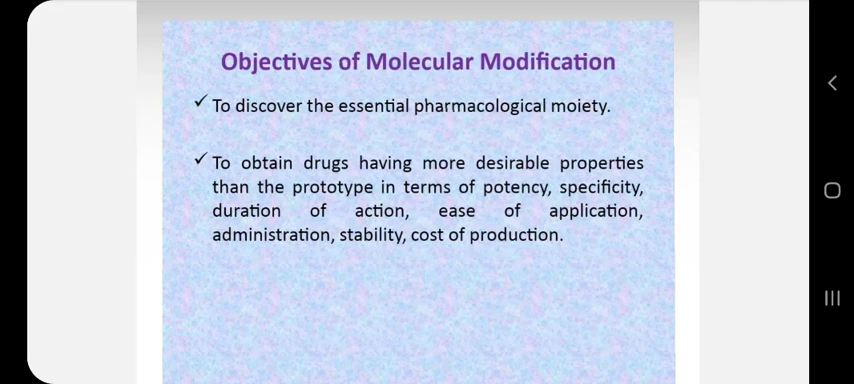 Objectives of Molecular Modification
✓ To discover the essential pharmacological moiety.
✓ To obtain drugs having more desirable properties
than the prototype in terms of potency, specificity,
duration of action, ease of application,
administration, stability, cost of production.